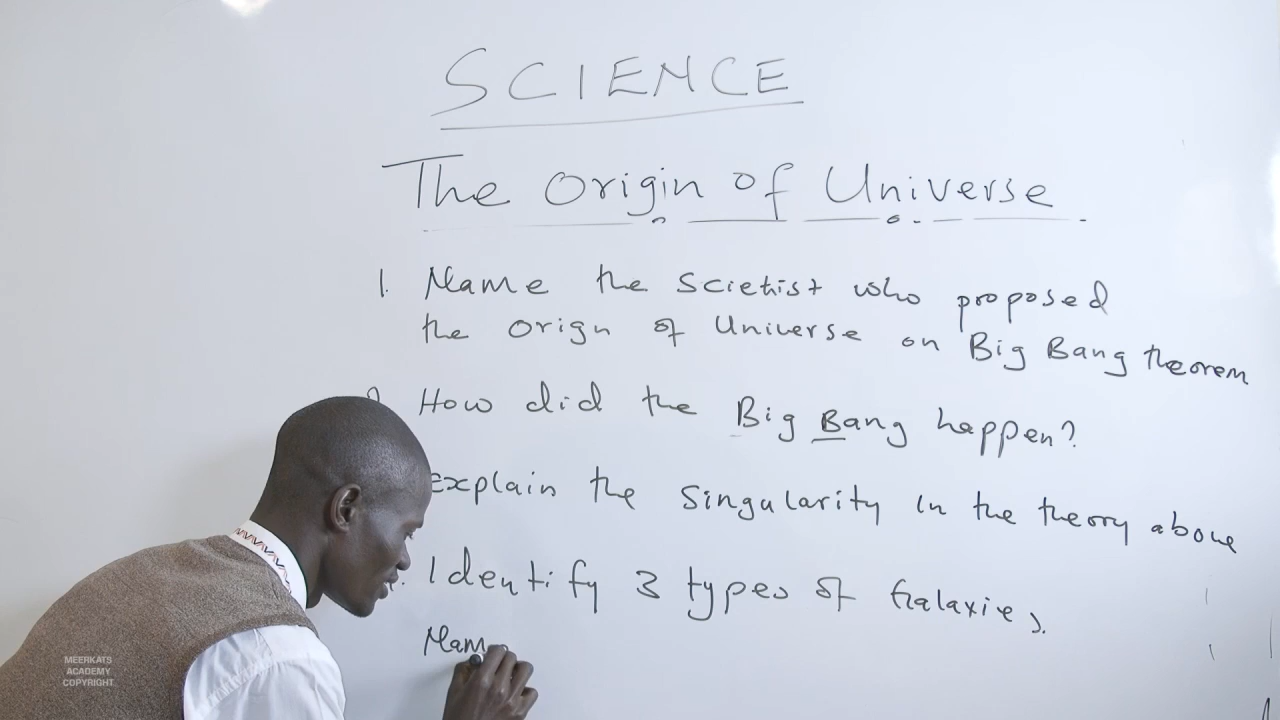 SCIENCE
The Origin of Universe
1. Name the Scietist who proposed
the Orign of Universe on Big Bang theorem
How did the Big Bang happen?
Explain the Singularity in the theory above
Identify 3 types of Galaxies.
Nam
MEERKATS
ACADEMY
COPYRIGHT